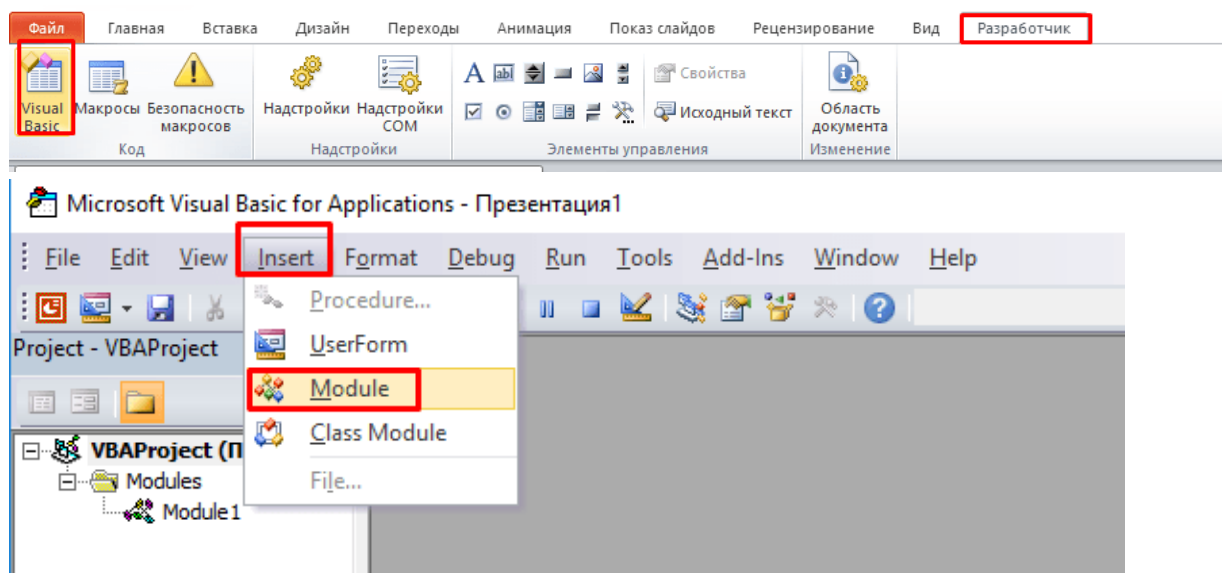 Файл Главная Вставка Дизайн Переходы Анимация Показ слайдов Рецензирование Вид Разработчик
Visual Basic
Макросы
Безопасность макросов
Надстройки
Надстройки COM
A
abl
Свойства
Исходный текст
Область документа
Код Надстройки Элементы управления Изменение
Microsoft Visual Basic for Applications - Презентация1
File Edit View Insert Format Debug Run Tools Add-Ins Window Help
Procedure...
Project - VBAProject
UserForm
Module
Class Module
VBAProject (П
File...
Modules
Module1